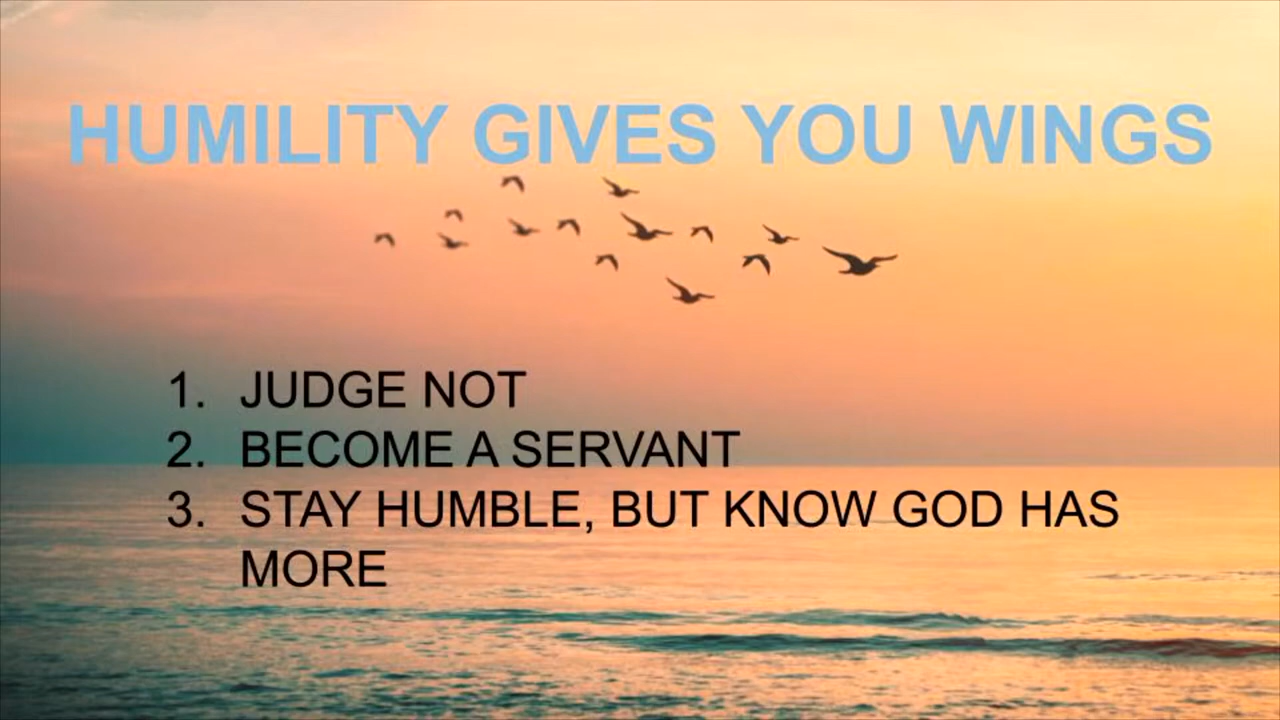 HUMILITY GIVES YOU WINGS
1. JUDGE NOT
2. BECOME A SERVANT
3. STAY HUMBLE, BUT KNOW GOD HAS
MORE